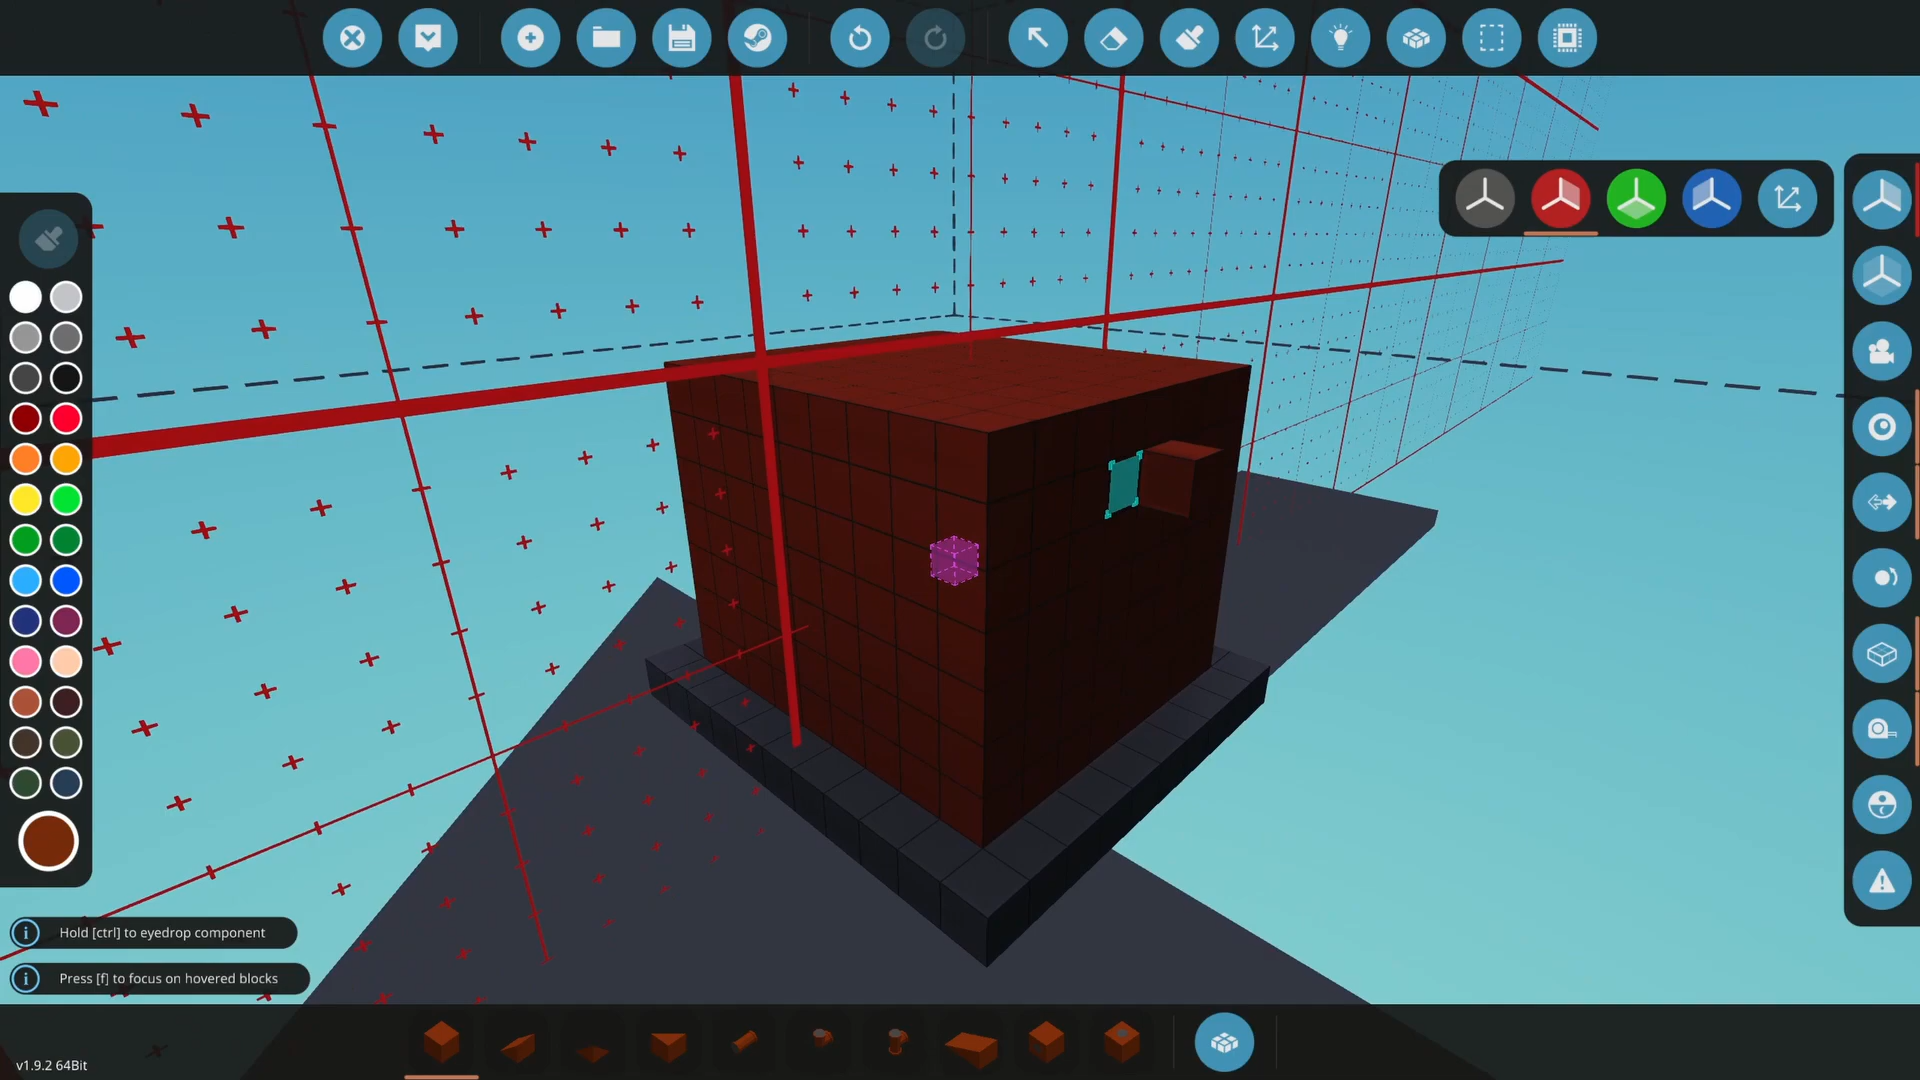 Hold [ctrl] to eyedrop component
Press [f] to focus on hovered blocks
v1.9.2 64Bit